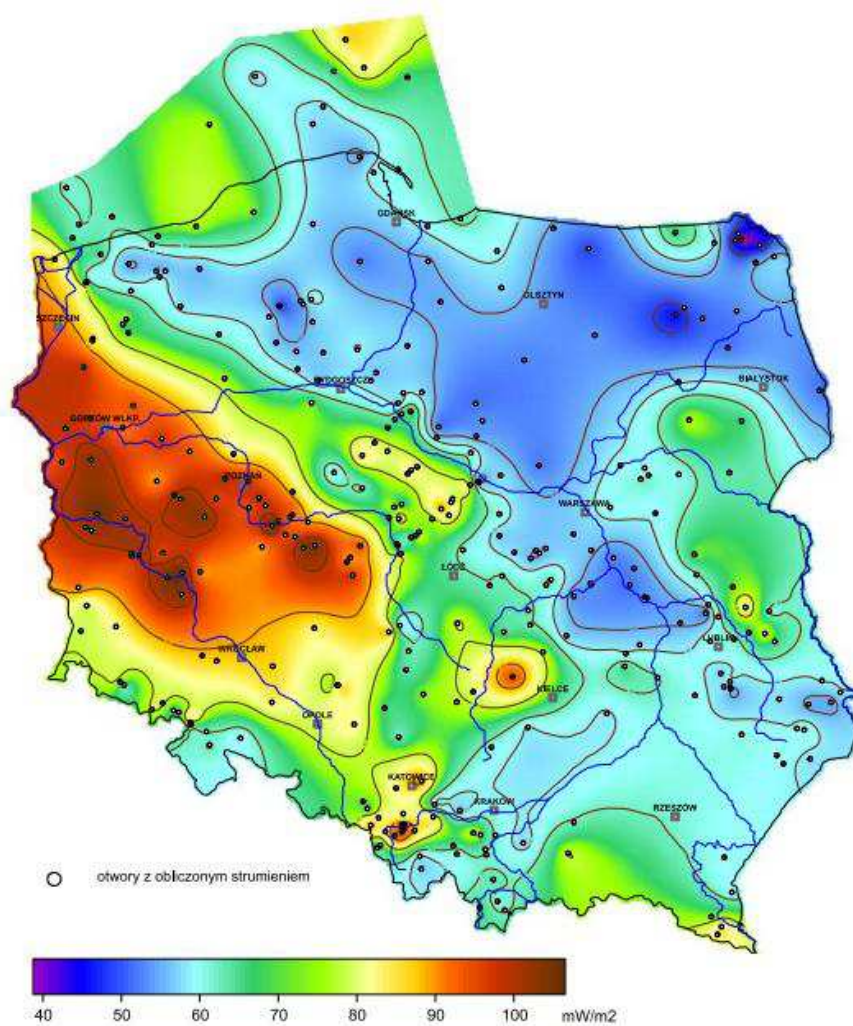 GDAŃSK
OLSZTYN
SZCZECIN
BYDGOSZCZ
BIAŁYSTOK
GORZÓW WLKP.
POZNAŃ
WARSZAWA
ŁÓDŹ
WROCŁAW
LUBLIN
KIELCE
OPOLE
KATOWICE
KRAKÓW
RZESZÓW
otwory z obliczonym strumieniem
40 50 60 70 80 90 100 mW/m2